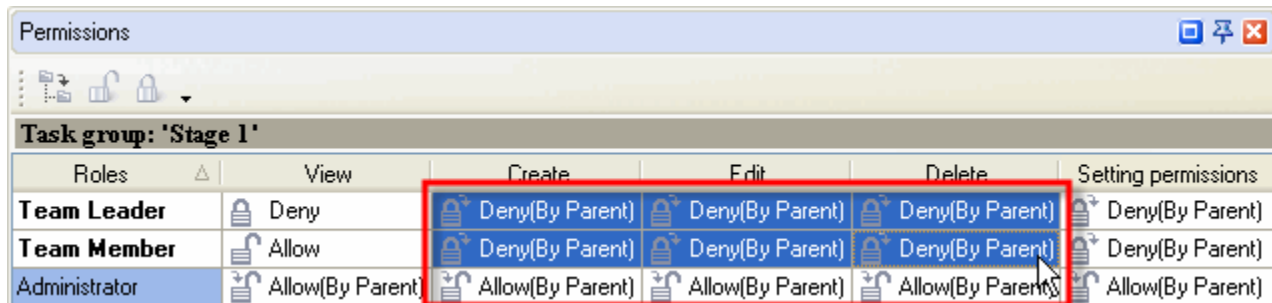 Permissions
Task group: 'Stage 1'
Roles View Create Edit Delete Setting permissions
Team Leader Deny Deny(By Parent) Deny(By Parent) Deny(By Parent) Deny(By Parent)
Team Member Allow Deny(By Parent) Deny(By Parent) Deny(By Parent) Deny(By Parent)
Administrator Allow(By Parent) Allow(By Parent) Allow(By Parent) Allow(By Parent) Allow(By Parent)